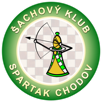 ŠACHOVÝ KLUB
SPARTAK CHODOV